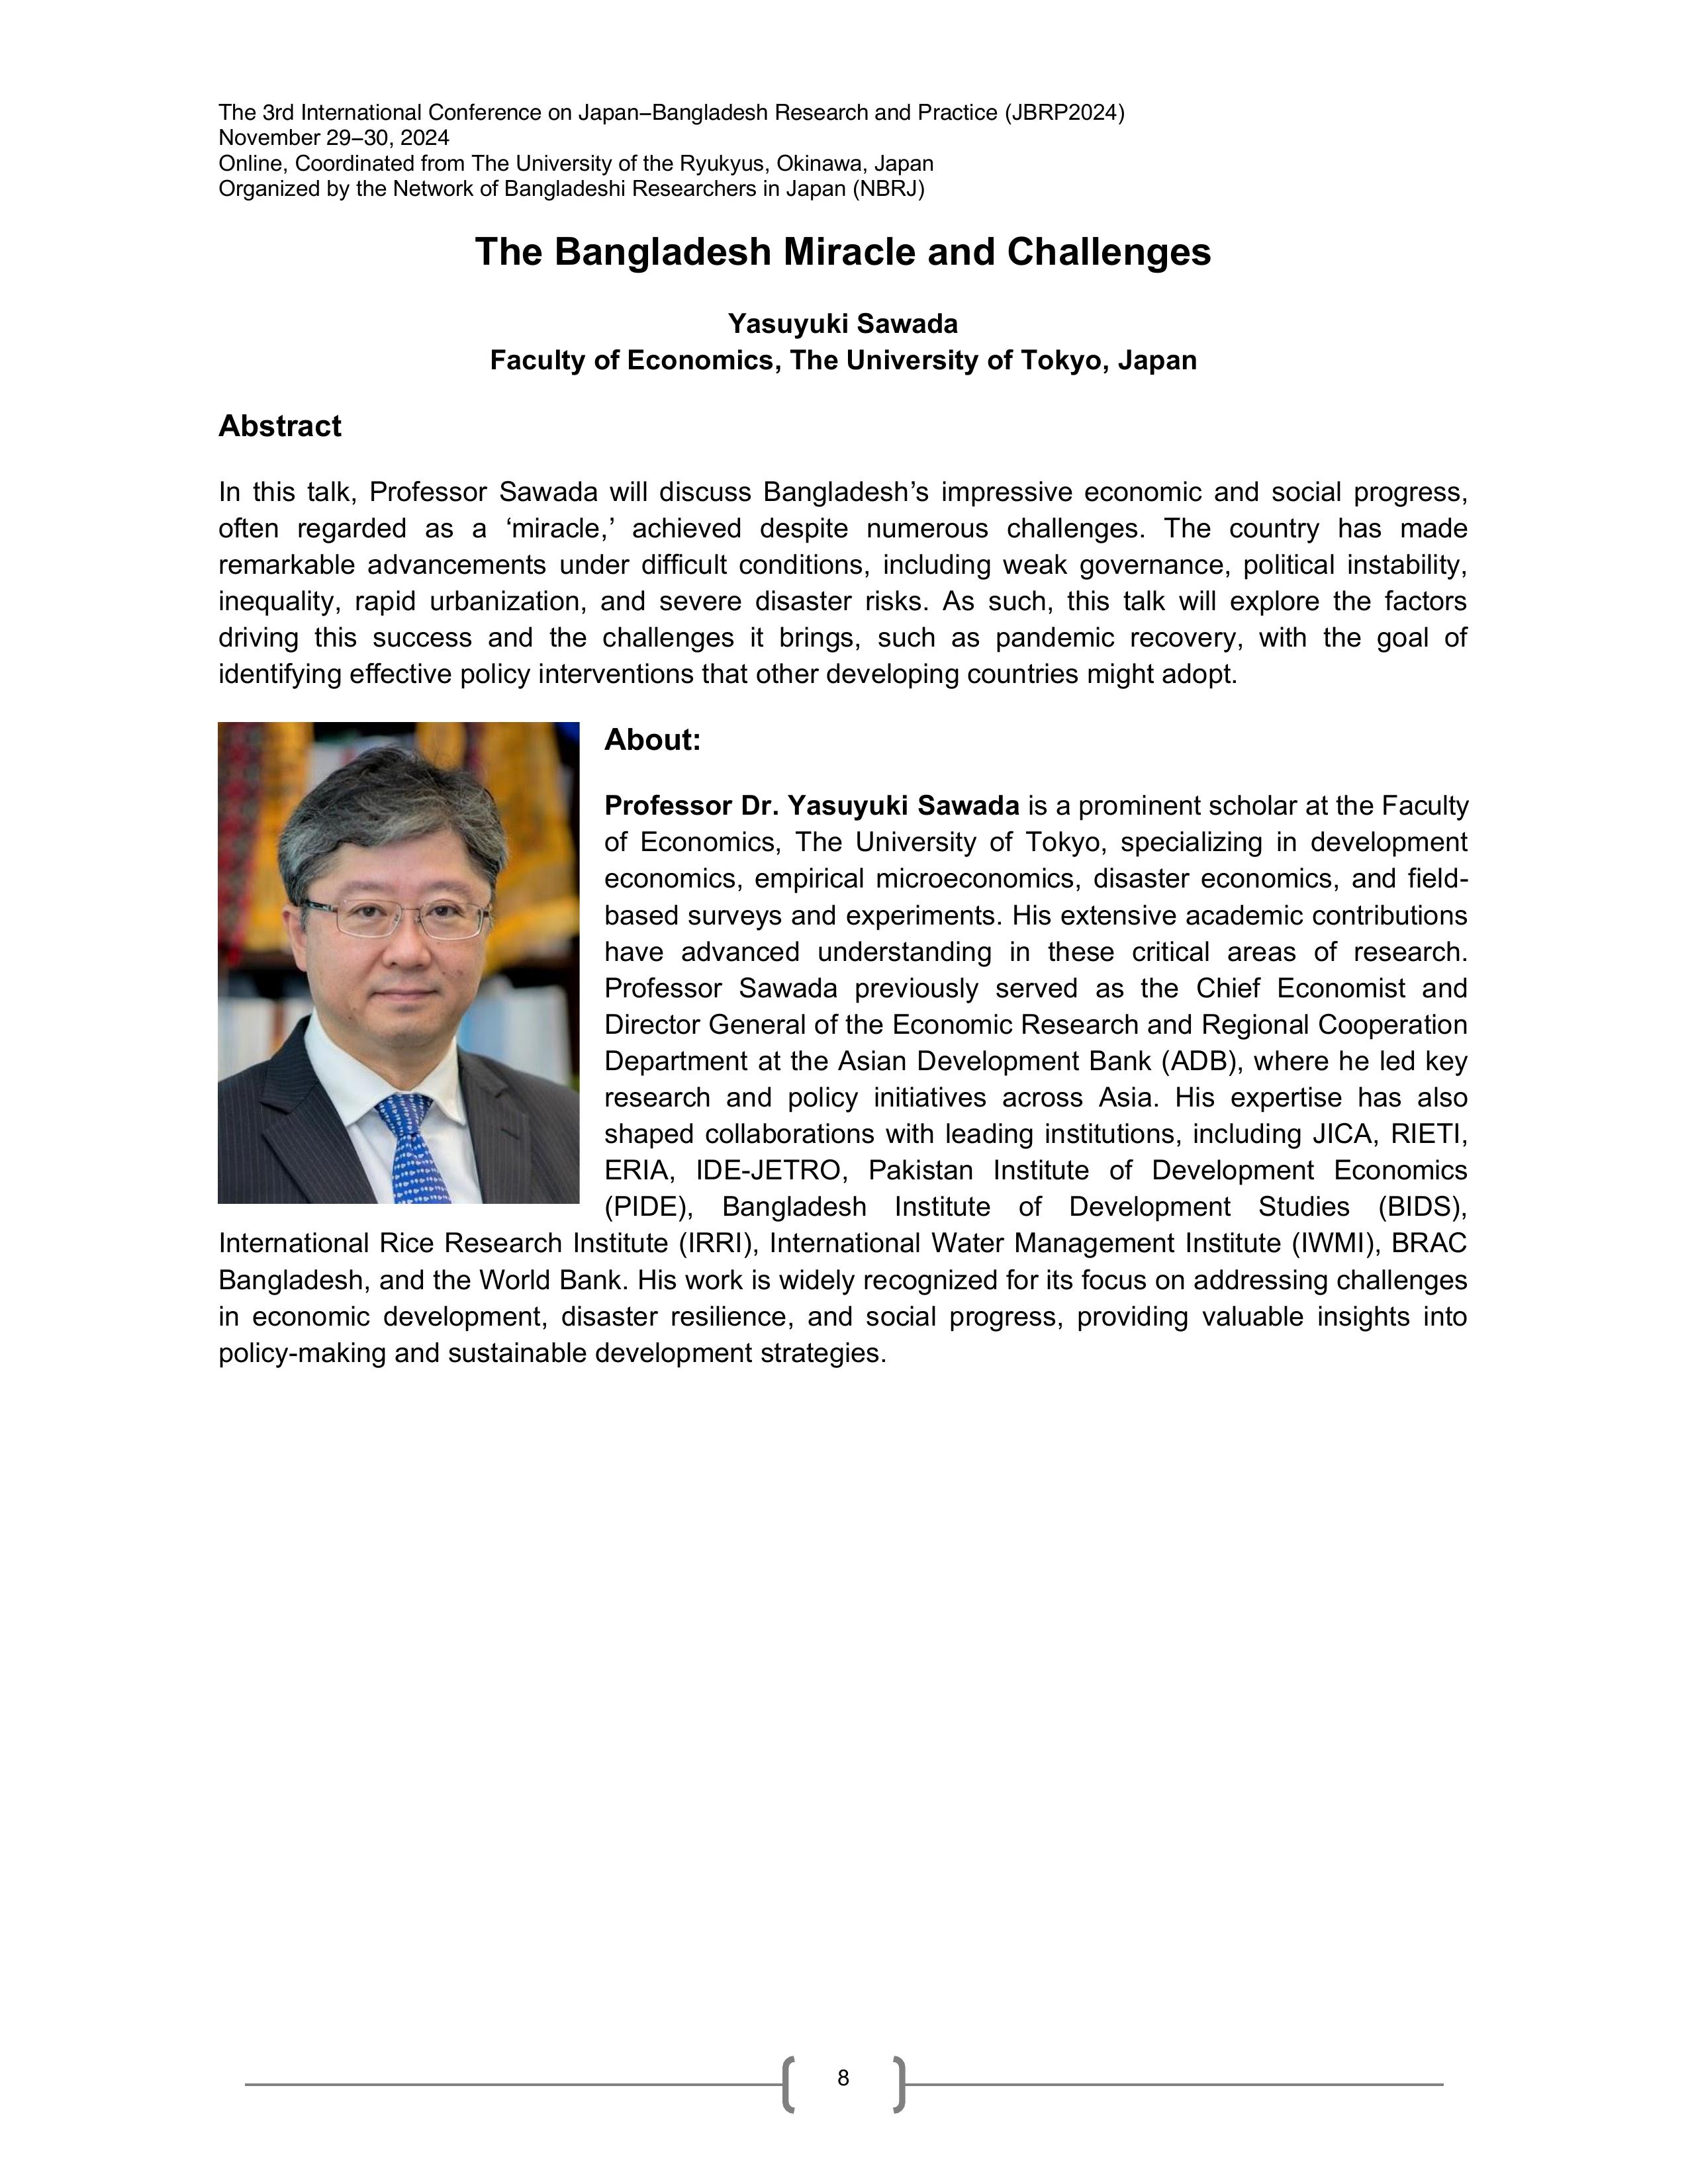 The 3rd International Conference on Japan–Bangladesh Research and Practice (JBRP2024)
November 29–30, 2024
Online, Coordinated from The University of the Ryukyus, Okinawa, Japan
Organized by the Network of Bangladeshi Researchers in Japan (NBRJ)
The Bangladesh Miracle and Challenges
Yasuyuki Sawada
Faculty of Economics, The University of Tokyo, Japan
Abstract
In this talk, Professor Sawada will discuss Bangladesh’s impressive economic and social progress,
often regarded as a ‘miracle,’ achieved despite numerous challenges. The country has made
remarkable advancements under difficult conditions, including weak governance, political instability,
inequality, rapid urbanization, and severe disaster risks. As such, this talk will explore the factors
driving this success and the challenges it brings, such as pandemic recovery, with the goal of
identifying effective policy interventions that other developing countries might adopt.
About:
Professor Dr. Yasuyuki Sawada is a prominent scholar at the Faculty
of Economics, The University of Tokyo, specializing in development
economics, empirical microeconomics, disaster economics, and field-
based surveys and experiments. His extensive academic contributions
have advanced understanding in these critical areas of research.
Professor Sawada previously served as the Chief Economist and
Director General of the Economic Research and Regional Cooperation
Department at the Asian Development Bank (ADB), where he led key
research and policy initiatives across Asia. His expertise has also
shaped collaborations with leading institutions, including JICA, RIETI,
ERIA, IDE-JETRO, Pakistan Institute of Development Economics
(PIDE), Bangladesh Institute of Development Studies (BIDS),
International Rice Research Institute (IRRI), International Water Management Institute (IWMI), BRAC
Bangladesh, and the World Bank. His work is widely recognized for its focus on addressing challenges
in economic development, disaster resilience, and social progress, providing valuable insights into
policy-making and sustainable development strategies.
8